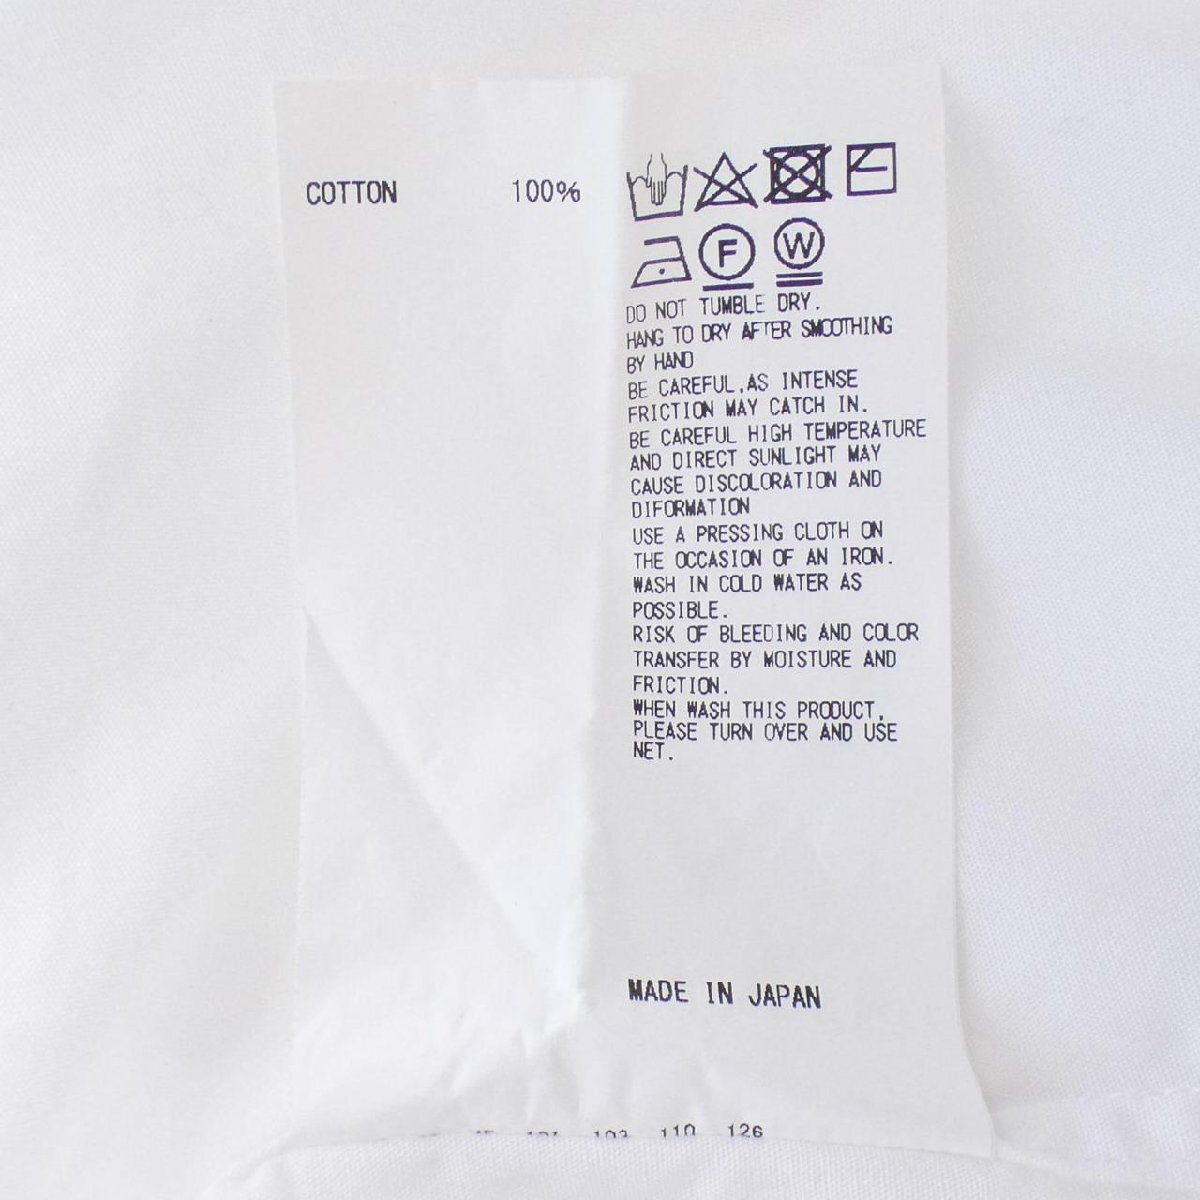 COTTON 100%
F W
DO NOT TUMBLE DRY.
HANG TO DRY AFTER SMOOTHING
BY HAND
BE CAREFUL,AS INTENSE
FRICTION MAY CATCH IN.
BE CAREFUL HIGH TEMPERATURE
AND DIRECT SUNLIGHT MAY
CAUSE DISCOLORATION AND
DIFORMATION
USE A PRESSING CLOTH ON
THE OCCASION OF AN IRON.
WASH IN COLD WATER AS
POSSIBLE.
RISK OF BLEEDING AND COLOR
TRANSFER BY MOISTURE AND
FRICTION.
WHEN WASH THIS PRODUCT,
PLEASE TURN OVER AND USE
NET.
MADE IN JAPAN
110 126